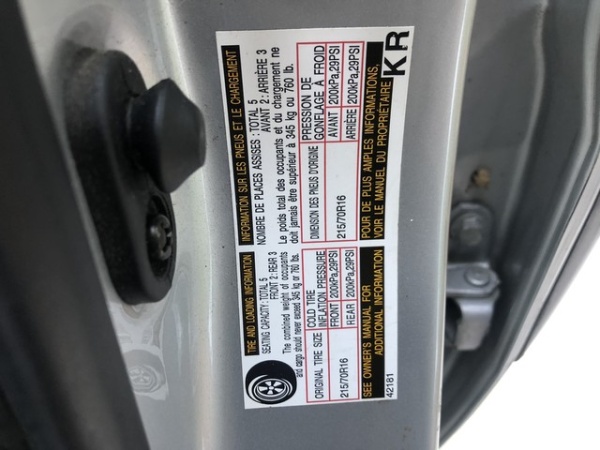 TIRE AND LOADING INFORMATION
SEATING CAPACITY: TOTAL 5
FRONT 2: REAR 3
The combined weight of occupants
and cargo should never exceed 345 kg or 760 lbs.
ORIGINAL TIRE SIZE COLD TIRE INFLATION PRESSURE
215/70R16 FRONT 200kPa,29PSI
REAR 200kPa,29PSI
SEE OWNER'S MANUAL FOR
ADDITIONAL INFORMATION
42181
INFORMATION SUR LES PNEUS ET LE CHARGEMENT
NOMBRE DE PLACES ASSISES : TOTAL 5
AVANT 2 : ARRIÈRE 3
Le poids total des occupants et du chargement ne
doit jamais être supérieur à 345 kg ou 760 lb.
DIMENSION DES PNEUS D'ORIGINE PRESSION DE GONFLAGE À FROID
215/70R16 AVANT 200kPa,29PSI
ARRIÈRE 200kPa,29PSI
POUR DE PLUS AMPLES INFORMATIONS,
VOIR LE MANUEL DU PROPRIÉTAIRE
KR